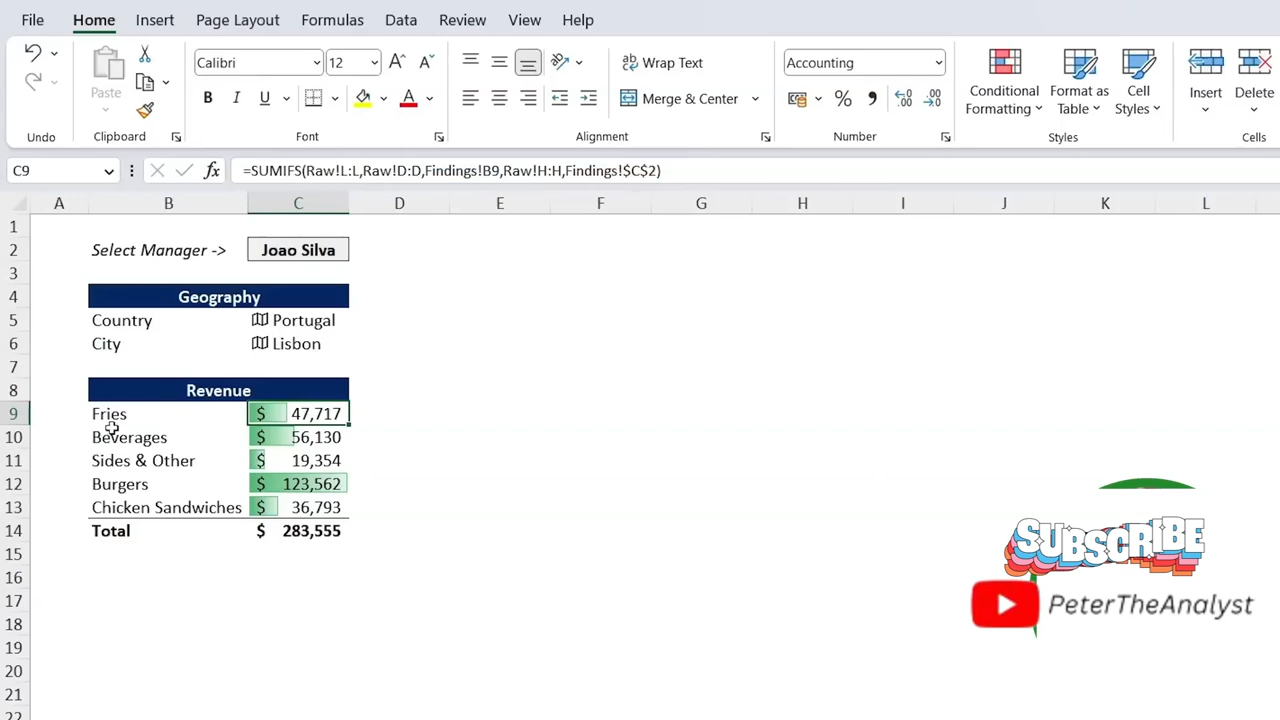 File Home Insert Page Layout Formulas Data Review View Help
Calibri 12 A^ Aˇ Wrap Text Accounting
Paste B I U A Merge & Center % 9 Conditional Formatting Format as Table Cell Styles Insert Delete
Undo Clipboard Font Alignment Number Styles Cells
C9 fx =SUMIFS(Raw!L:L,Raw!D:D,Findings!B9,Raw!H:H,Findings!$C$2)
A B C D E F G H I J K L
1
2 Select Manager -> Joao Silva
3
4 Geography
5 Country Portugal
6 City Lisbon
7
8 Revenue
9 Fries $ 47,717
10 Beverages $ 56,130
11 Sides & Other $ 19,354
12 Burgers $ 123,562
13 Chicken Sandwiches $ 36,793
14 Total $ 283,555
15
16
17
18
19
20
21
22
SUBSCRIBE
PeterTheAnalyst